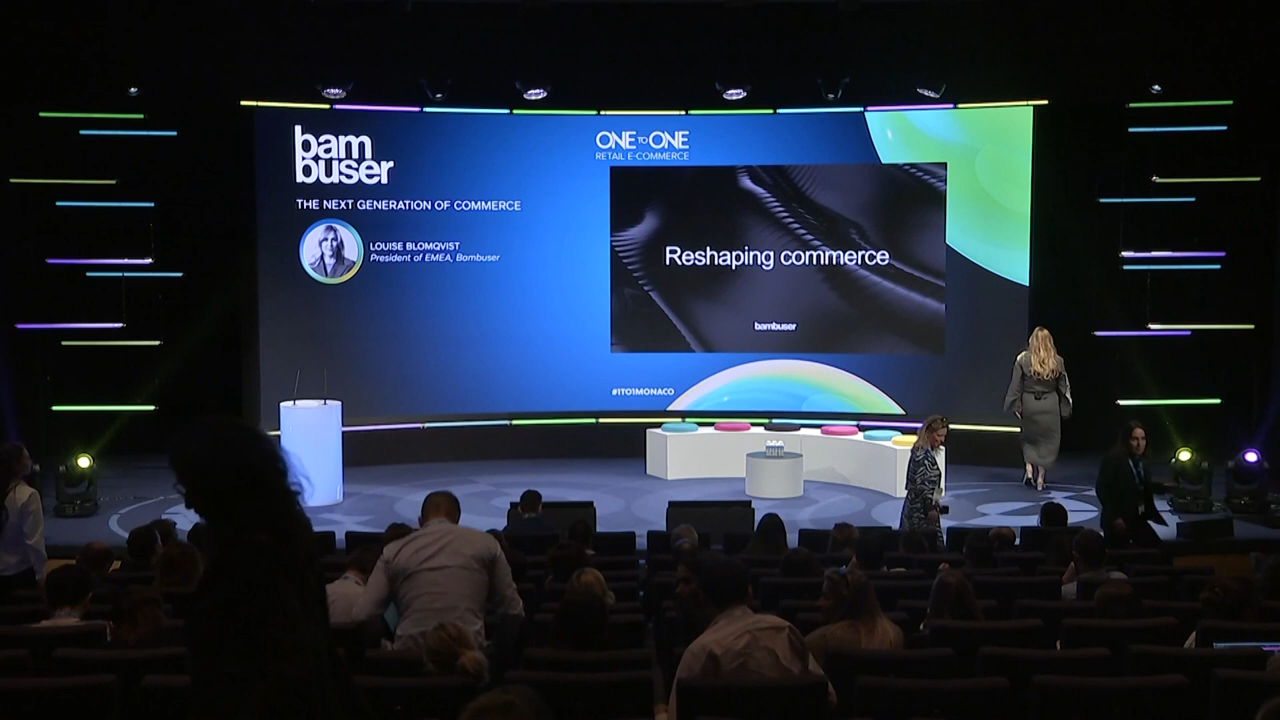 bam
buser
THE NEXT GENERATION OF COMMERCE
LOUISE BLOMQVIST
President of EMEA, Bambuser
ONE TO ONE
RETAIL E-COMMERCE
Reshaping commerce
bambuser
#1TO1MONACO